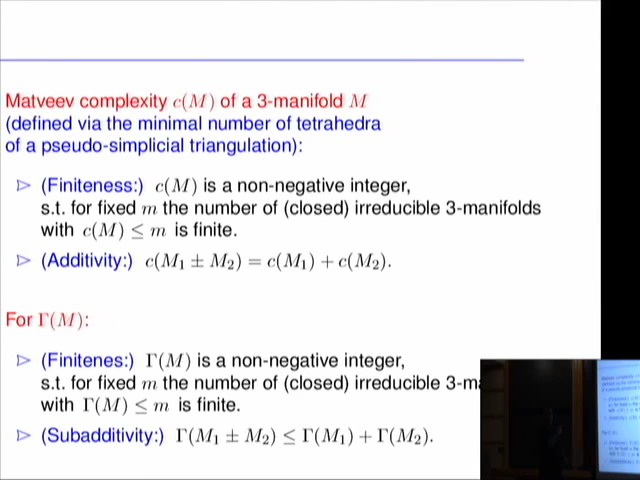 Matveev complexity c(M) of a 3-manifold M
(defined via the minimal number of tetrahedra
of a pseudo-simplicial triangulation):
▷ (Finiteness:) c(M) is a non-negative integer,
s.t. for fixed m the number of (closed) irreducible 3-manifolds
with c(M) ≤ m is finite.
▷ (Additivity:) c(M₁ ± M₂) = c(M₁) + c(M₂).
For Γ(M):
▷ (Finitenes:) Γ(M) is a non-negative integer,
s.t. for fixed m the number of (closed) irreducible
with Γ(M) ≤ m is finite.
▷ (Subadditivity:) Γ(M₁ ± M₂) ≤ Γ(M₁) + Γ(M₂).